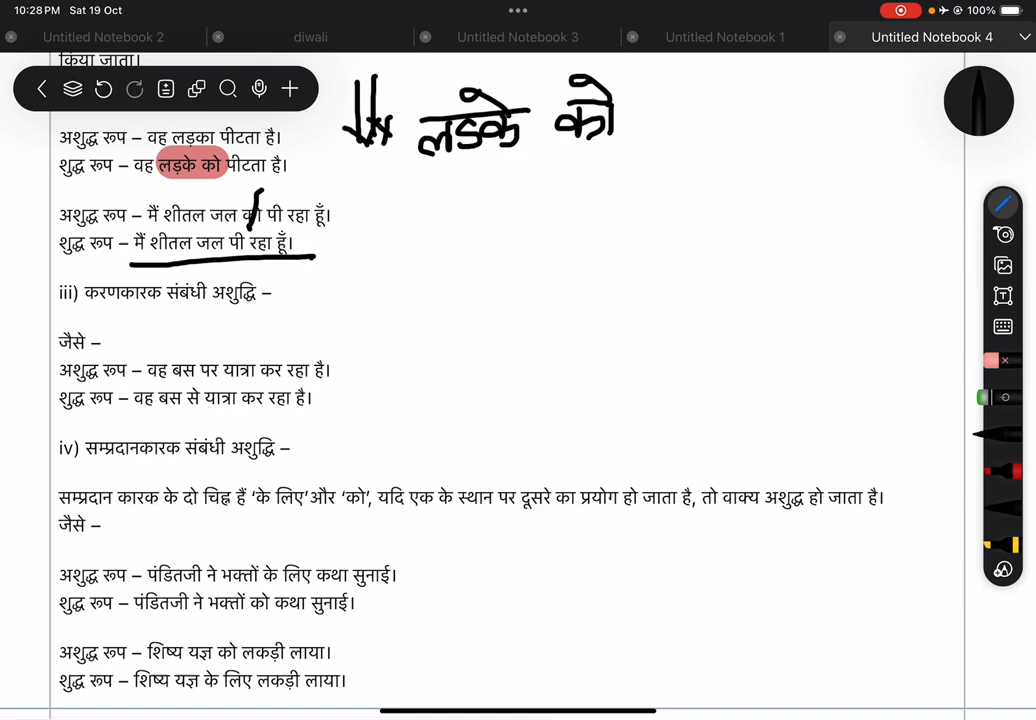 10:28 PM Sat 19 Oct
100%
Untitled Notebook 2
diwali
Untitled Notebook 3
Untitled Notebook 1
Untitled Notebook 4
किया जाता।
लडके को
अशुद्ध रूप – वह लड़का पीटता है।
शुद्ध रूप – वह लड़के को पीटता है।
अशुद्ध रूप – मैं शीतल जल को पी रहा हूँ।
शुद्ध रूप – मैं शीतल जल पी रहा हूँ।
iii) करणकारक संबंधी अशुद्धि –
जैसे –
अशुद्ध रूप – वह बस पर यात्रा कर रहा है।
शुद्ध रूप – वह बस से यात्रा कर रहा है।
iv) सम्प्रदानकारक संबंधी अशुद्धि –
सम्प्रदान कारक के दो चिह्न हैं ‘के लिए’और ‘को’, यदि एक के स्थान पर दूसरे का प्रयोग हो जाता है, तो वाक्य अशुद्ध हो जाता है।
जैसे –
अशुद्ध रूप – पंडितजी ने भक्तों के लिए कथा सुनाई।
शुद्ध रूप – पंडितजी ने भक्तों को कथा सुनाई।
अशुद्ध रूप – शिष्य यज्ञ को लकड़ी लाया।
शुद्ध रूप – शिष्य यज्ञ के लिए लकड़ी लाया।